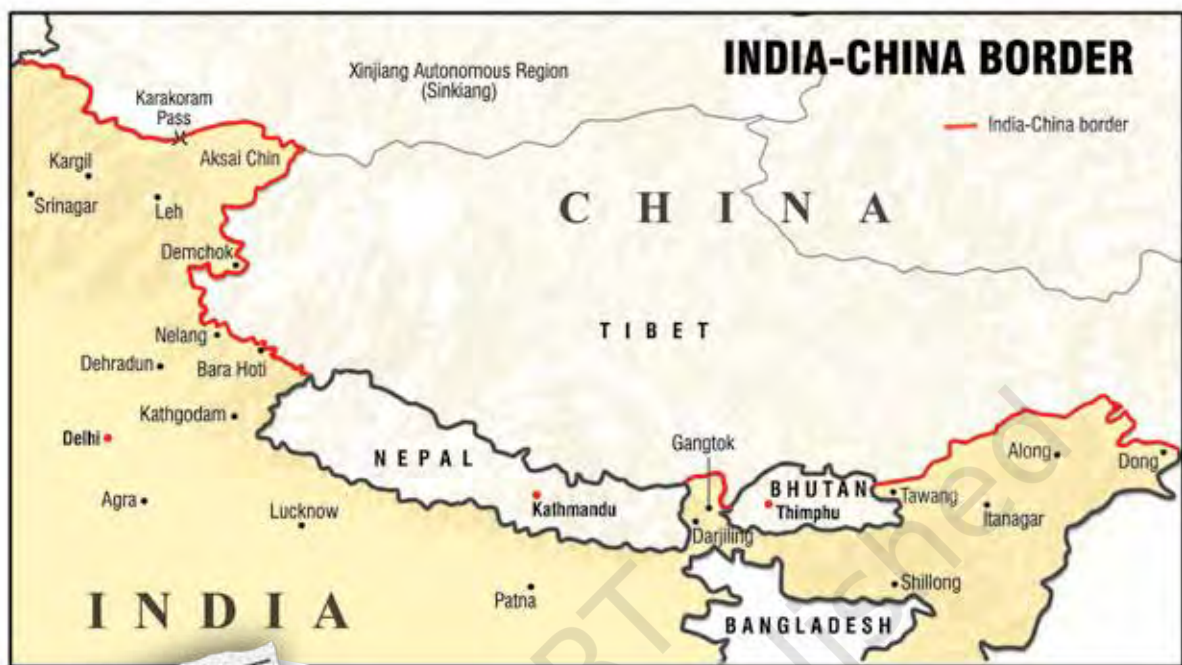 INDIA-CHINA BORDER
India-China border
Xinjiang Autonomous Region
(Sinkiang)
Karakoram
Pass
Aksai Chin
Kargil
Srinagar
Leh
CHINA
Demchok
TIBET
Nelang
Dehradun
Bara Hoti
Kathgodam
Delhi
NEPAL
Gangtok
Along
Dong
BHUTAN
Tawang
Agra
Kathmandu
Thimphu
Itanagar
Lucknow
Darjiling
Shillong
Patna
INDIA
BANGLADESH